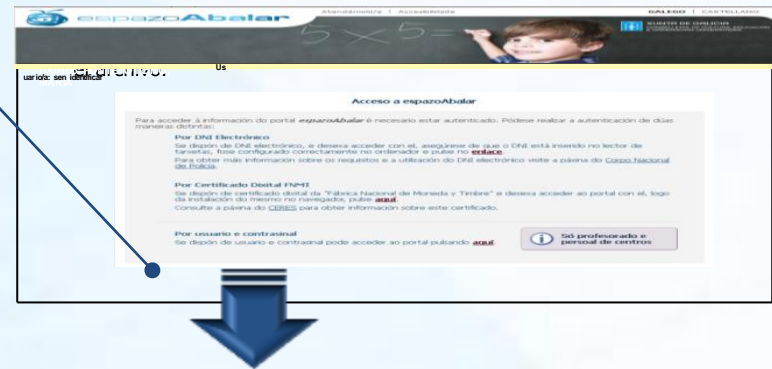 espazoAbalar
Atendémolo/a | Accesibilidade
GALEGO | CASTELLANO
5 x 5 =
XUNTA DE GALICIA
Us
uario/a: sen identificar
Acceso a espazoAbalar
Para acceder á información do portal espazoAbalar é necesario estar autenticado. Pódese realizar a autenticación de dúas
maneiras distintas:
Por DNI Electrónico
Se dispón de DNI electrónico, e desexa acceder con el, asegúrese de que o DNI está inserido no lector de
tarxetas, fose configurado correctamente no ordenador e pulse no enlace.
Para obter máis información sobre os requisitos e a utilización do DNI electrónico visite a páxina do Corpo Nacional
de Policía.
Por Certificado Dixital FNMT
Se dispón de certificado dixital da "Fábrica Nacional de Moneda y Timbre" e desexa acceder ao portal con el, logo
da instalación do mesmo no navegador, pulse aquí.
Consulte a páxina do CERES para obter información sobre este certificado.
Por usuario e contrasinal
Se dispón de usuario e contrasinal pode acceder ao portal pulsando aquí.
Só profesorado e
persoal de centros